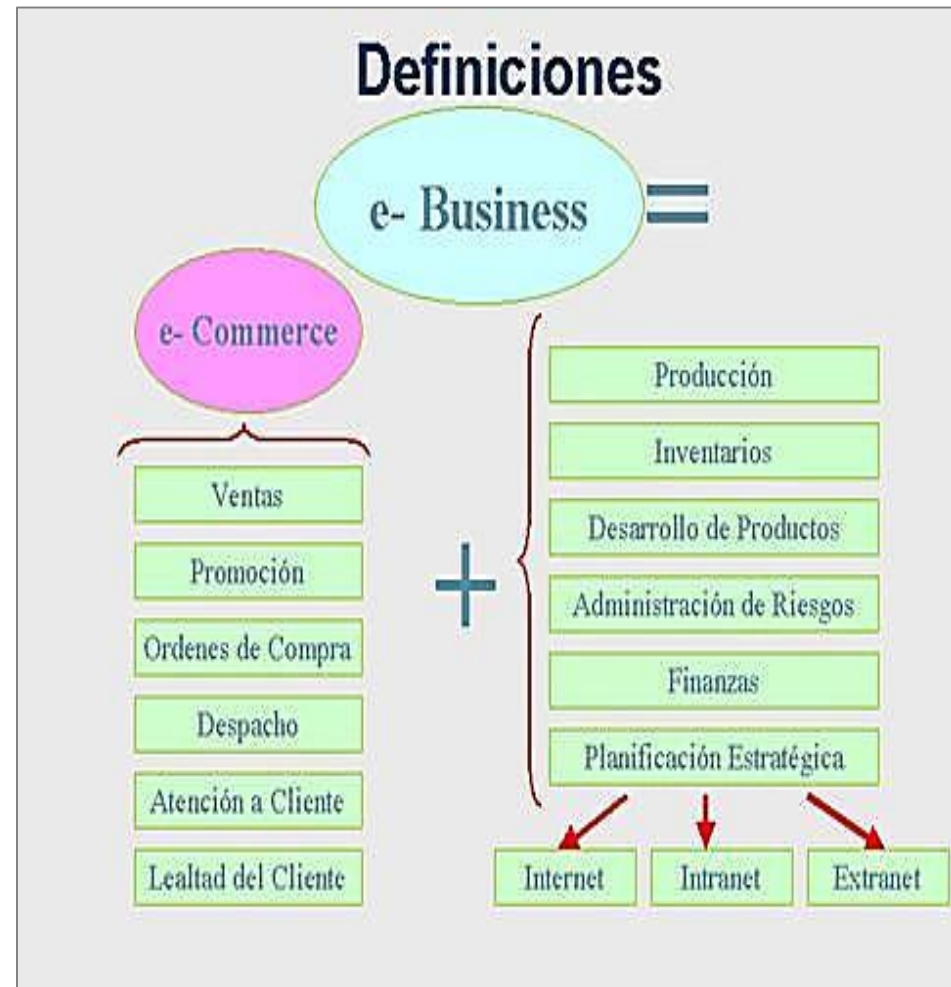 Definiciones
e- Business
=
e- Commerce
Ventas
Promoción
Ordenes de Compra
Despacho
Atención a Cliente
Lealtad del Cliente
+
Producción
Inventarios
Desarrollo de Productos
Administración de Riesgos
Finanzas
Planificación Estratégica
Internet
Intranet
Extranet